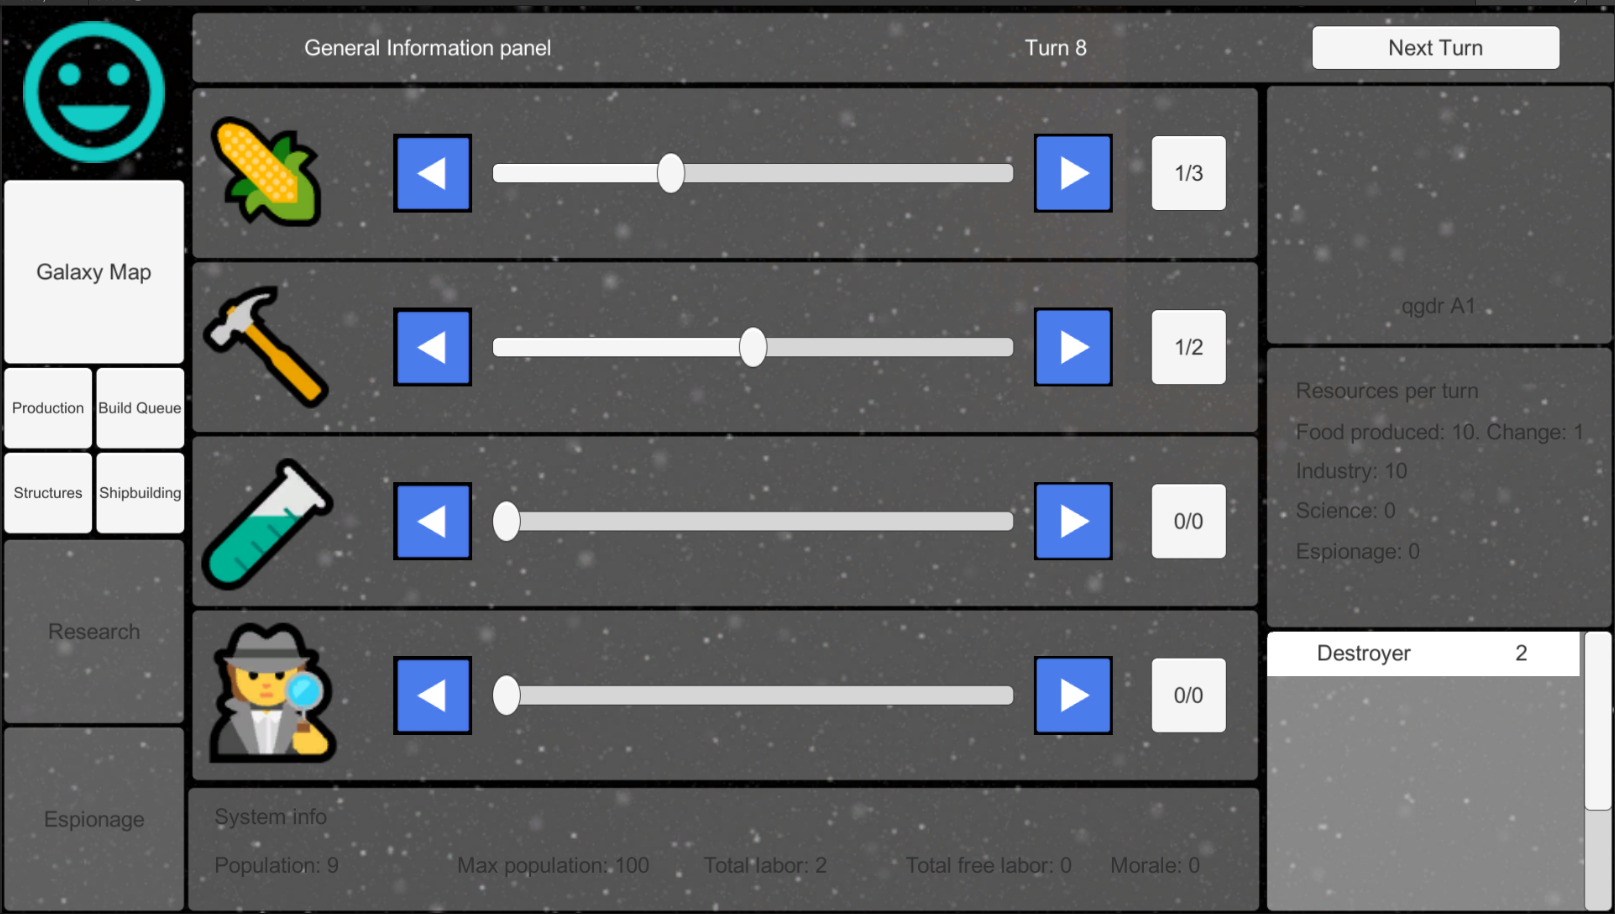 General Information panel
Turn 8
Next Turn
Galaxy Map
Production
Build Queue
Structures
Shipbuilding
Research
Espionage
1/3
1/2
0/0
0/0
qgdr A1
Resources per turn
Food produced: 10. Change: 1
Industry: 10
Science: 0
Espionage: 0
Destroyer 2
System info
Population: 9 Max population: 100 Total labor: 2 Total free labor: 0 Morale: 0